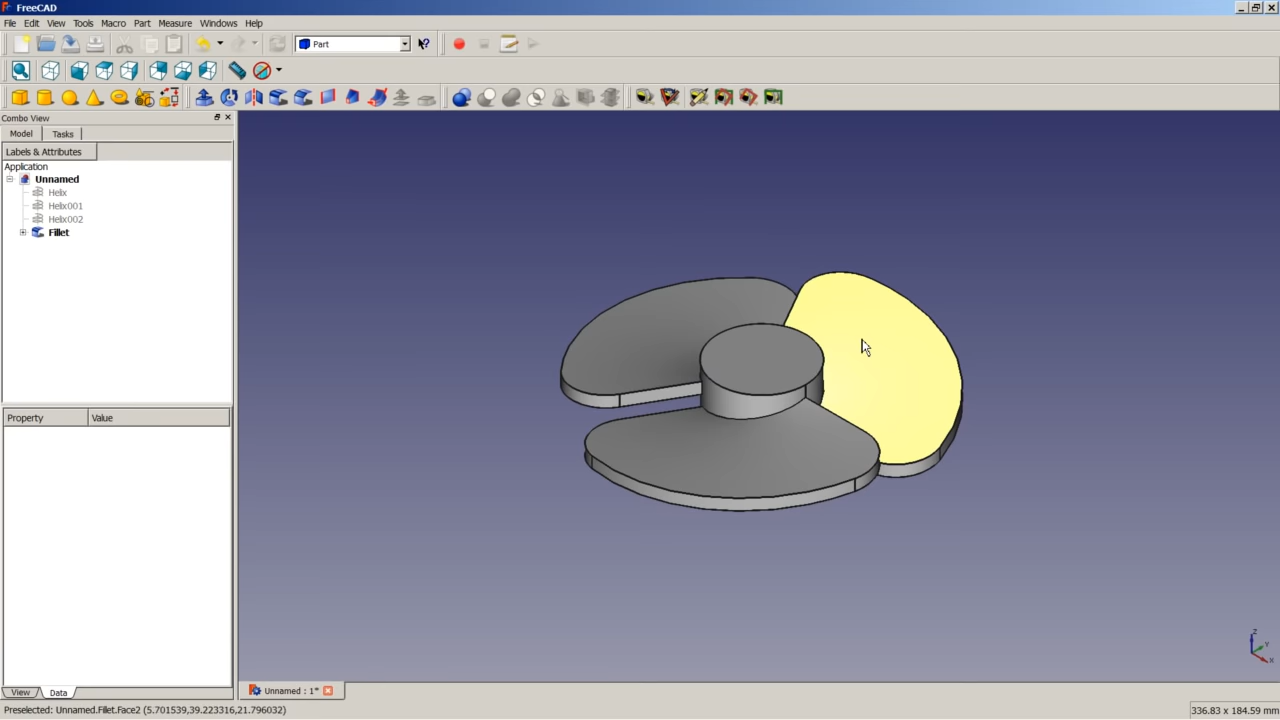 FreeCAD
File Edit View Tools Macro Part Measure Windows Help
Part
Combo View
Model Tasks
Labels & Attributes
Application
Unnamed
Helix
Helix001
Helix002
Fillet
Property Value
View Data
Unnamed : 1*
Z
Y
X
Preselected: Unnamed.Fillet.Face2 (5.701539,39.223316,21.796032)
336.83 x 184.59 mm